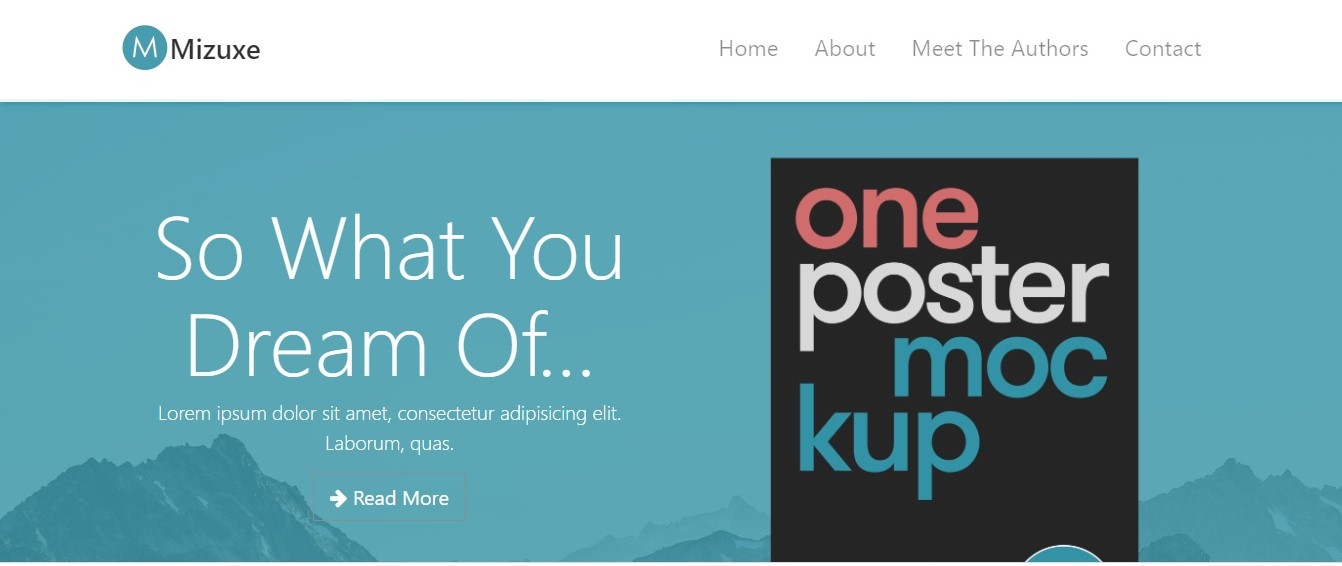 M Mizuxe
Home About Meet The Authors Contact
So What You
Dream Of...
Lorem ipsum dolor sit amet, consectetur adipisicing elit.
Laborum, quas.
Read More
one
poster
moc
kup